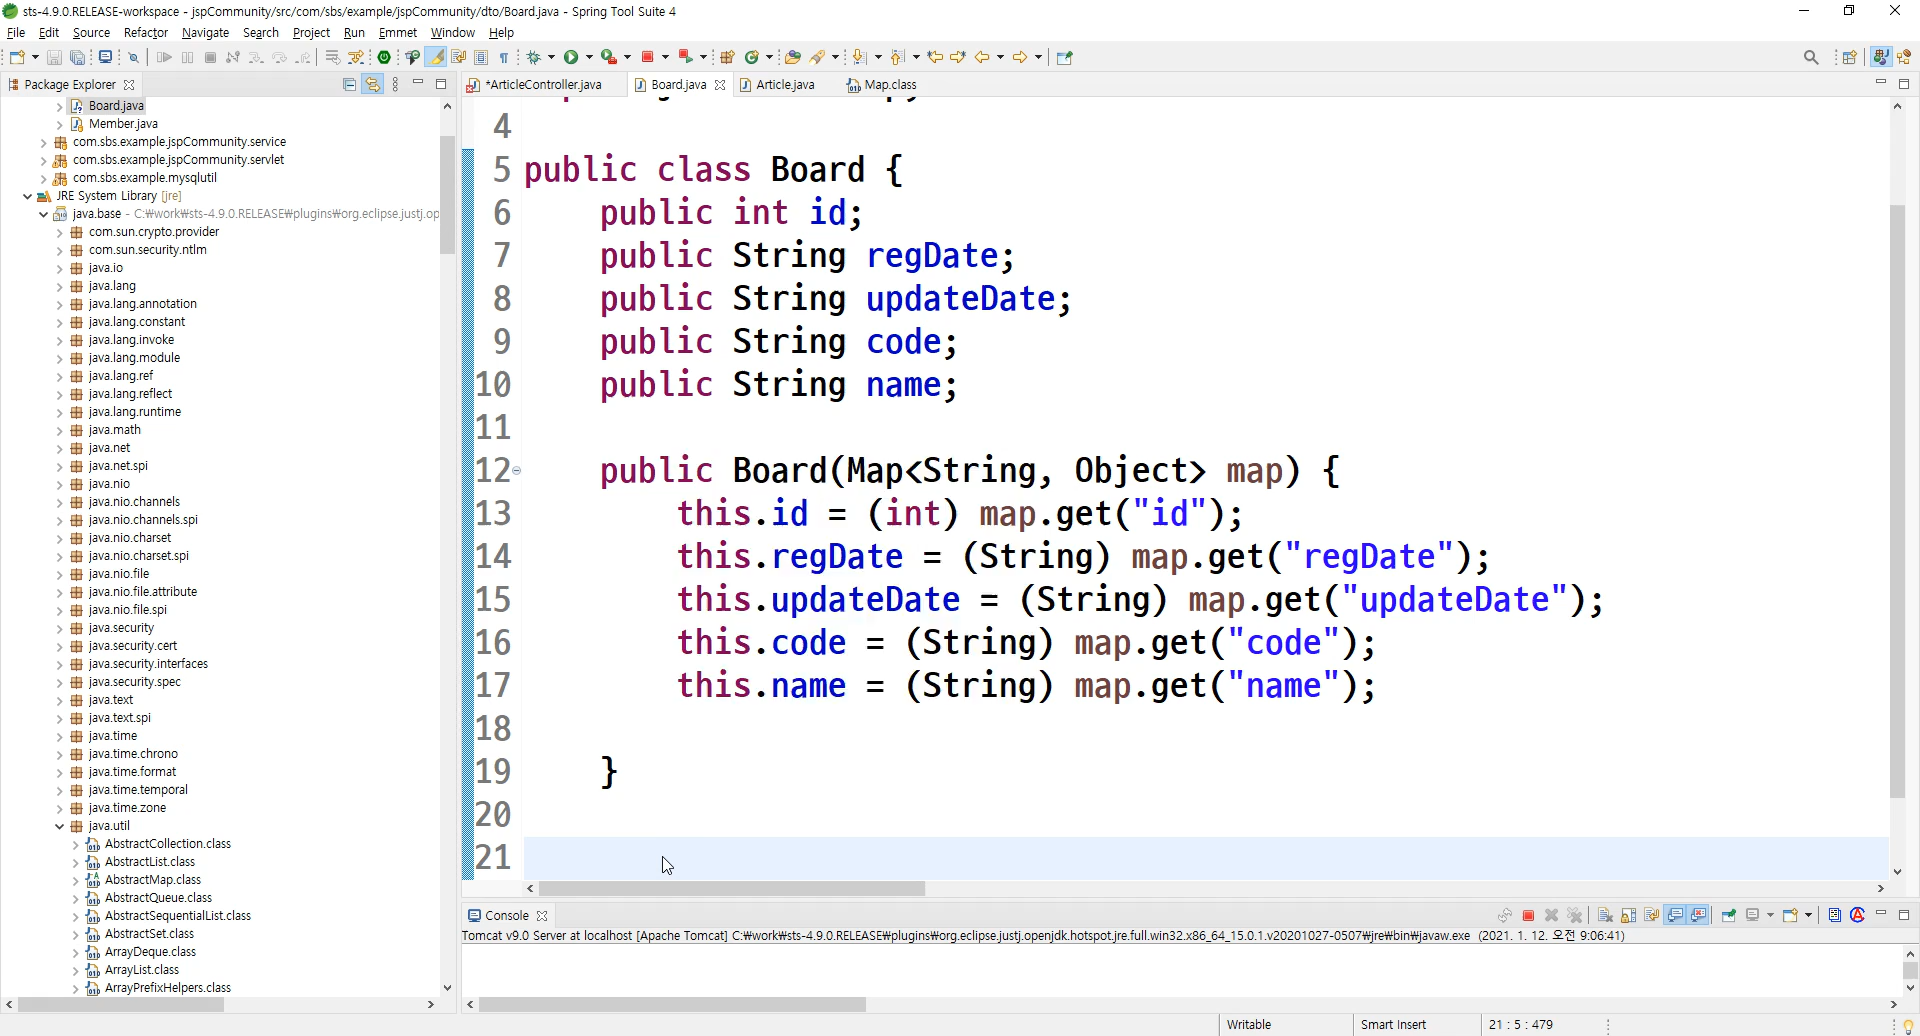 sts-4.9.0.RELEASE-workspace - jspCommunity/src/com/sbs/example/jspCommunity/dto/Board.java - Spring Tool Suite 4
File Edit Source Refactor Navigate Search Project Run Emmet Window Help
Package Explorer
*ArticleController.java Board.java Article.java Map.class
Board.java
Member.java
com.sbs.example.jspCommunity.service
com.sbs.example.jspCommunity.servlet
com.sbs.example.mysqlutil
JRE System Library [jre]
java.base - C:₩work₩sts-4.9.0.RELEASE₩plugins₩org.eclipse.justj.op
com.sun.crypto.provider
com.sun.security.ntlm
java.io
java.lang
java.lang.annotation
java.lang.constant
java.lang.invoke
java.lang.module
java.lang.ref
java.lang.reflect
java.lang.runtime
java.math
java.net
java.net.spi
java.nio
java.nio.channels
java.nio.channels.spi
java.nio.charset
java.nio.charset.spi
java.nio.file
java.nio.file.attribute
java.nio.file.spi
java.security
java.security.cert
java.security.interfaces
java.security.spec
java.text
java.text.spi
java.time
java.time.chrono
java.time.format
java.time.temporal
java.time.zone
java.util
AbstractCollection.class
AbstractList.class
AbstractMap.class
AbstractQueue.class
AbstractSequentialList.class
AbstractSet.class
ArrayDeque.class
ArrayList.class
ArrayPrefixHelpers.class
4
5 public class Board {
6 public int id;
7 public String regDate;
8 public String updateDate;
9 public String code;
10 public String name;
11
12 public Board(Map<String, Object> map) {
13 this.id = (int) map.get("id");
14 this.regDate = (String) map.get("regDate");
15 this.updateDate = (String) map.get("updateDate");
16 this.code = (String) map.get("code");
17 this.name = (String) map.get("name");
18
19 }
20
21
Console
Tomcat v9.0 Server at localhost [Apache Tomcat] C:₩work₩sts-4.9.0.RELEASE₩plugins₩org.eclipse.justj.openjdk.hotspot.jre.full.win32.x86_64_15.0.1.v20201027-0507₩jre₩bin₩javaw.exe (2021. 1. 12. 오전 9:06:41)
Writable Smart Insert 21 : 5 : 479